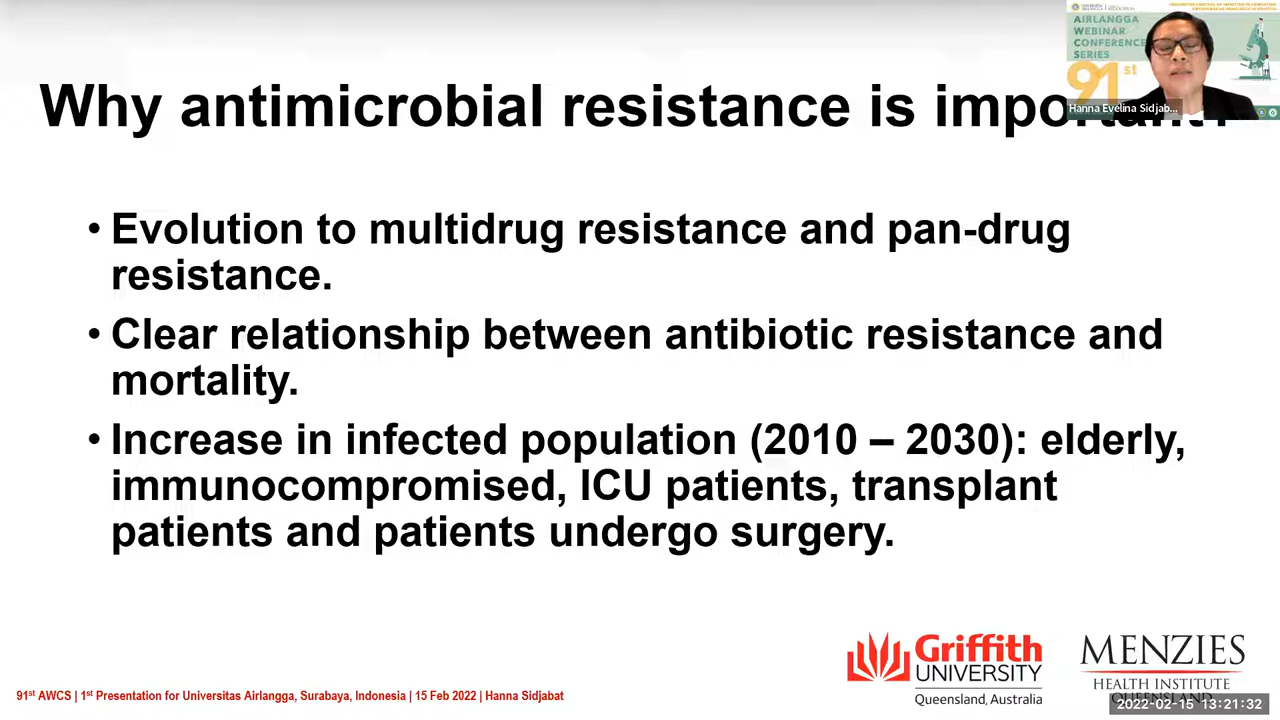 AIRLANGGA
WEBINAR
CONFERENCE
SERIES
91st
Hanna Evelina Sidjab...
Why antimicrobial resistance is important?
• Evolution to multidrug resistance and pan-drug
resistance.
• Clear relationship between antibiotic resistance and
mortality.
• Increase in infected population (2010 – 2030): elderly,
immunocompromised, ICU patients, transplant
patients and patients undergo surgery.
Griffith
UNIVERSITY
Queensland, Australia
MENZIES
HEALTH INSTITUTE
QUEENSLAND
91st AWCS | 1st Presentation for Universitas Airlangga, Surabaya, Indonesia | 15 Feb 2022 | Hanna Sidjabat
2022-02-15 13:21:32